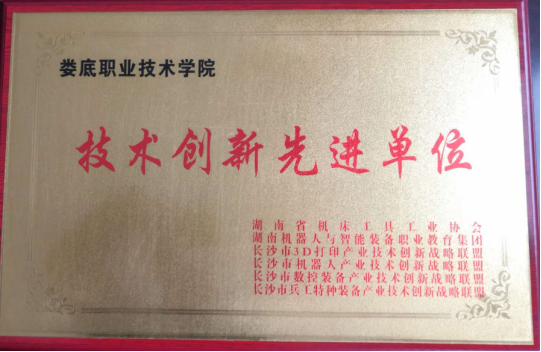 娄底职业技术学院
技术创新先进单位
湖南省机床工具工业协会
湖南机器人与智能装备职业教育集团
长沙市3D打印产业技术创新战略联盟
长沙市机器人产业技术创新战略联盟
长沙市数控装备产业技术创新战略联盟
长沙市兵工特种装备产业技术创新战略联盟